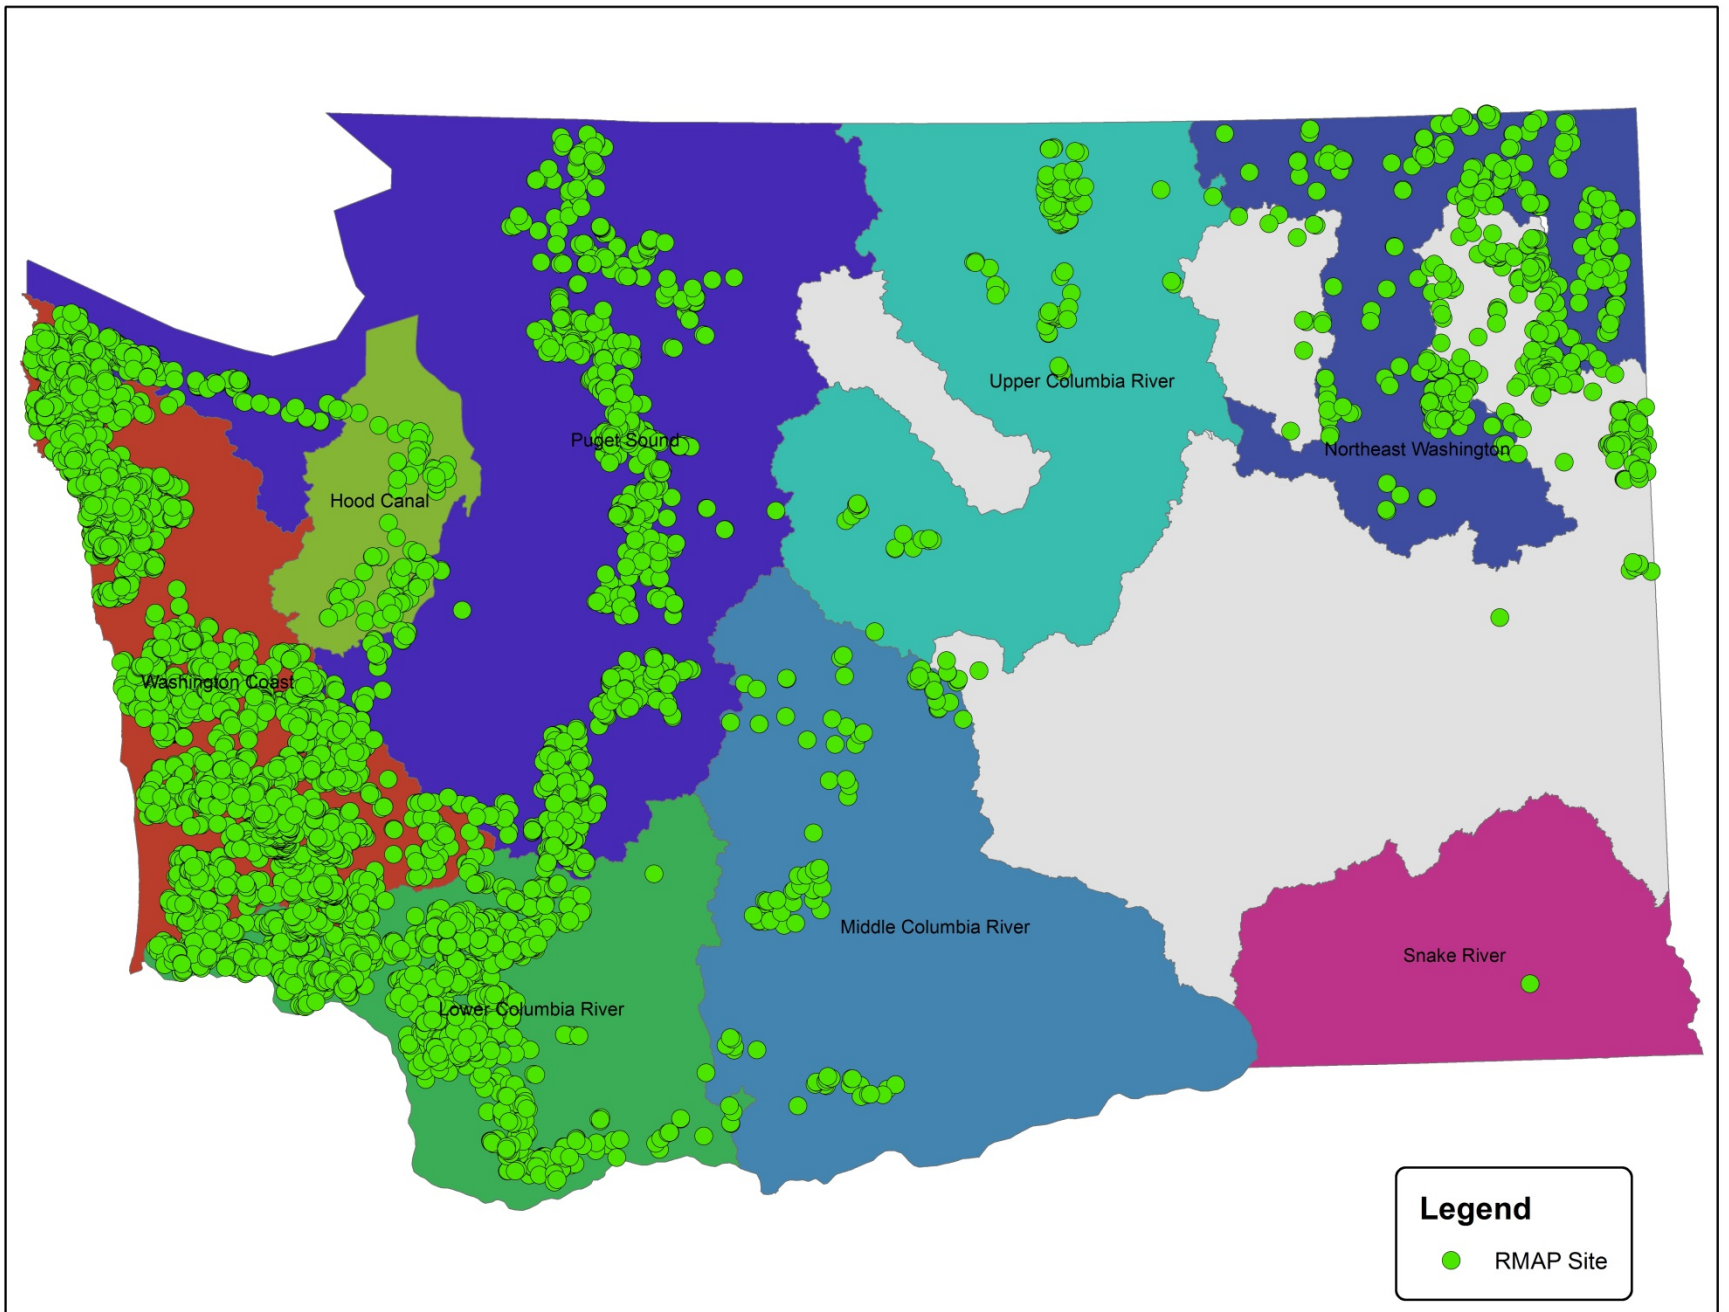 Upper Columbia River
Puget Sound
Northeast Washington
Hood Canal
Washington Coast
Middle Columbia River
Snake River
Lower Columbia River
Legend
RMAP Site